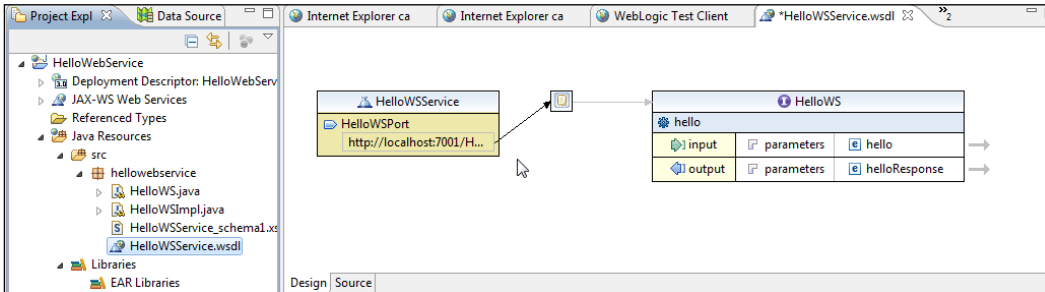 Project Expl Data Source Internet Explorer ca Internet Explorer ca WebLogic Test Client *HelloWSService.wsdl »2
HelloWebService
3.0 Deployment Descriptor: HelloWebServ
JAX-WS Web Services
Referenced Types
Java Resources
src
hellowebservice
HelloWS.java
HelloWSImpl.java
S HelloWSService_schema1.xs
HelloWSService.wsdl
Libraries
EAR Libraries
HelloWSService
HelloWSPort
http://localhost:7001/H...
I HelloWS
hello
input parameters e hello
output parameters e helloResponse
Design Source